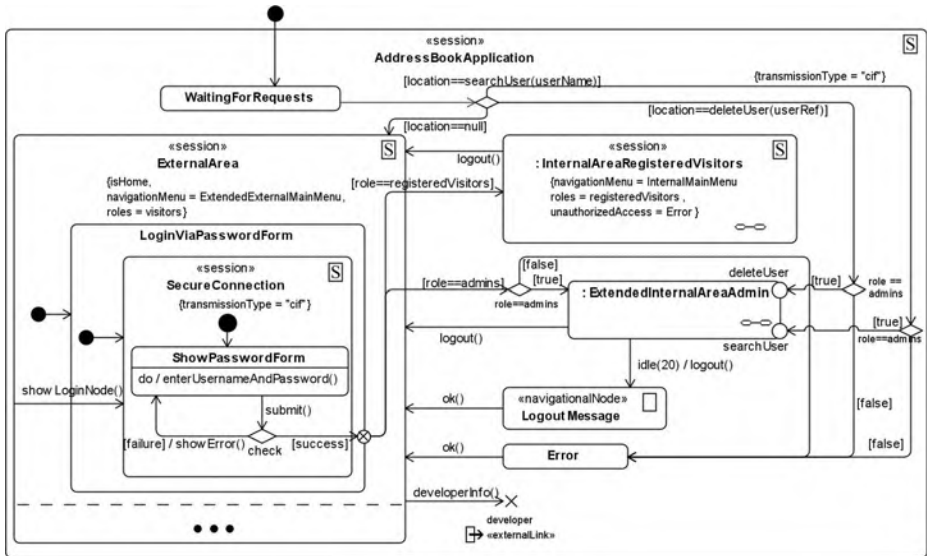 «session»
AddressBookApplication
S
WaitingForRequests
[location==searchUser(userName)]
{transmissionType = "cif"}
[location==deleteUser(userRef)]
[location==null]
«session»
ExternalArea
S
{isHome,
navigationMenu = ExtendedExternalMainMenu,
roles = visitors}
logout()
[role==registeredVisitors]
«session»
: InternalAreaRegisteredVisitors
S
{navigationMenu = InternalMainMenu
roles = registeredVisitors ,
unauthorizedAccess = Error }
LoginViaPasswordForm
«session»
SecureConnection
S
{transmissionType = "cif"}
ShowPasswordForm
do / enterUsernameAndPassword()
show LoginNode()
submit()
[failure] / showError()
check
[success]
[role==admins]
[false]
[true]
role==admins
: ExtendedInternalAreaAdmin
deleteUser
[true]
role ==
admins
[true]
role==admins
searchUser
logout()
idle(20) / logout()
ok()
«navigationalNode»
Logout Message
[false]
[false]
ok()
Error
developerInfo()
developer
«externalLink»